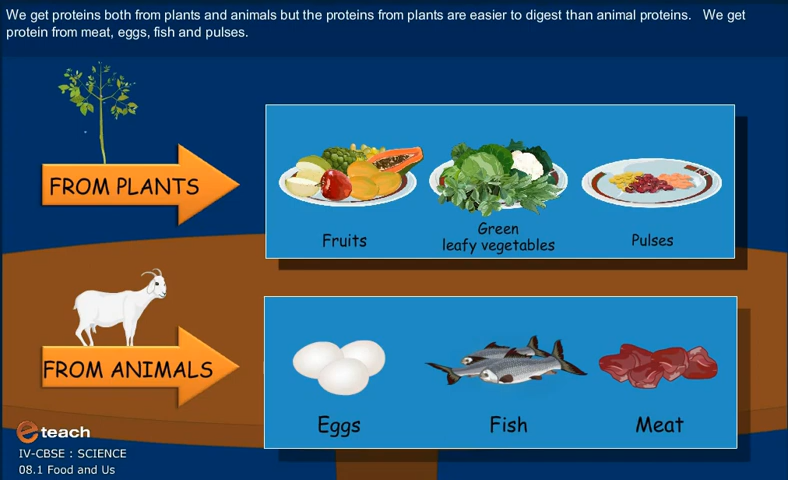 We get proteins both from plants and animals but the proteins from plants are easier to digest than animal proteins. We get
protein from meat, eggs, fish and pulses.
FROM PLANTS
Fruits
Green
leafy vegetables
Pulses
FROM ANIMALS
Eggs
Fish
Meat
e teach
IV-CBSE : SCIENCE
08.1 Food and Us